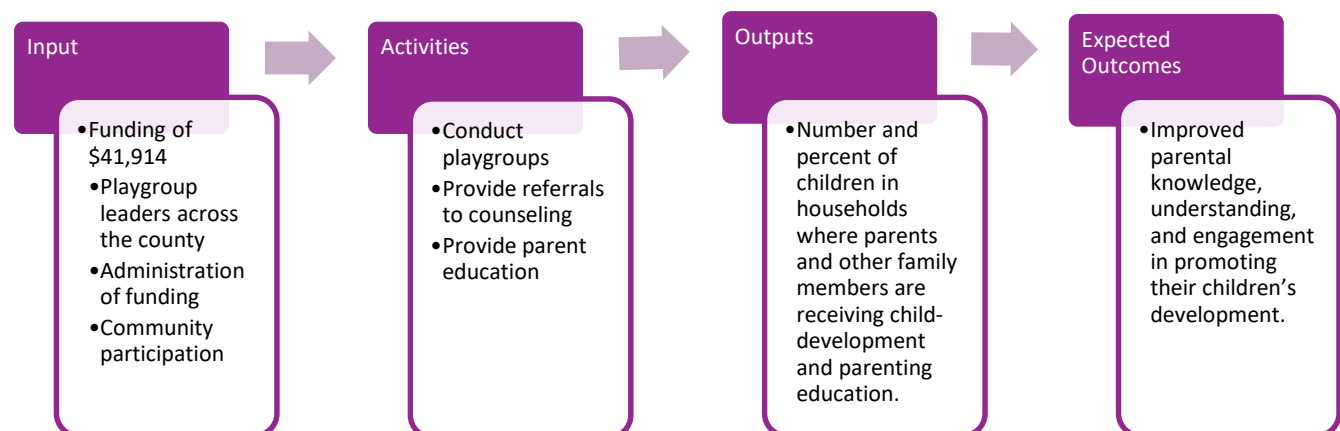 Input
•Funding of
$41,914
•Playgroup
leaders across
the county
•Administration
of funding
•Community
participation
Activities
•Conduct
playgroups
•Provide referrals
to counseling
•Provide parent
education
Outputs
•Number and
percent of
children in
households
where parents
and other family
members are
receiving child-
development
and parenting
education.
Expected
Outcomes
•Improved
parental
knowledge,
understanding,
and engagement
in promoting
their children’s
development.